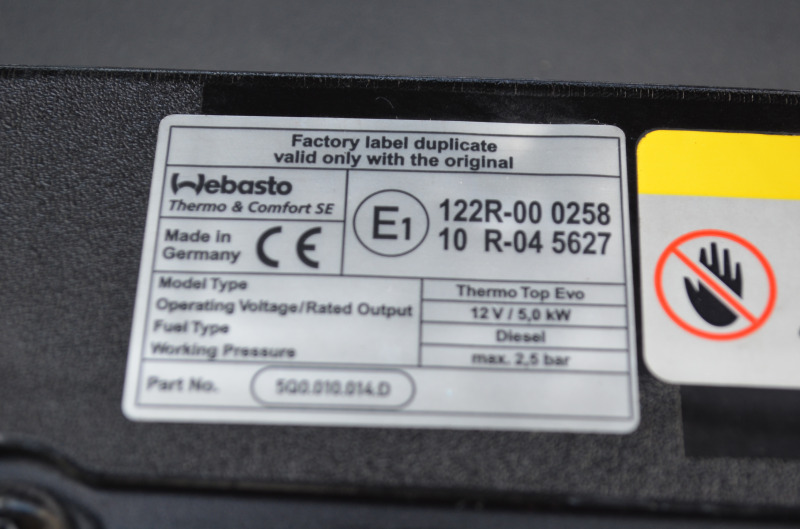 Factory label duplicate
valid only with the original
Webasto
Thermo & Comfort SE
Made in
Germany
CE
E1
122R-00 0258
10 R-04 5627
Model Type
Thermo Top Evo
Operating Voltage/Rated Output
12 V / 5,0 kW
Fuel Type
Diesel
Working Pressure
max. 2,5 bar
Part No.
5G0.010.014.D